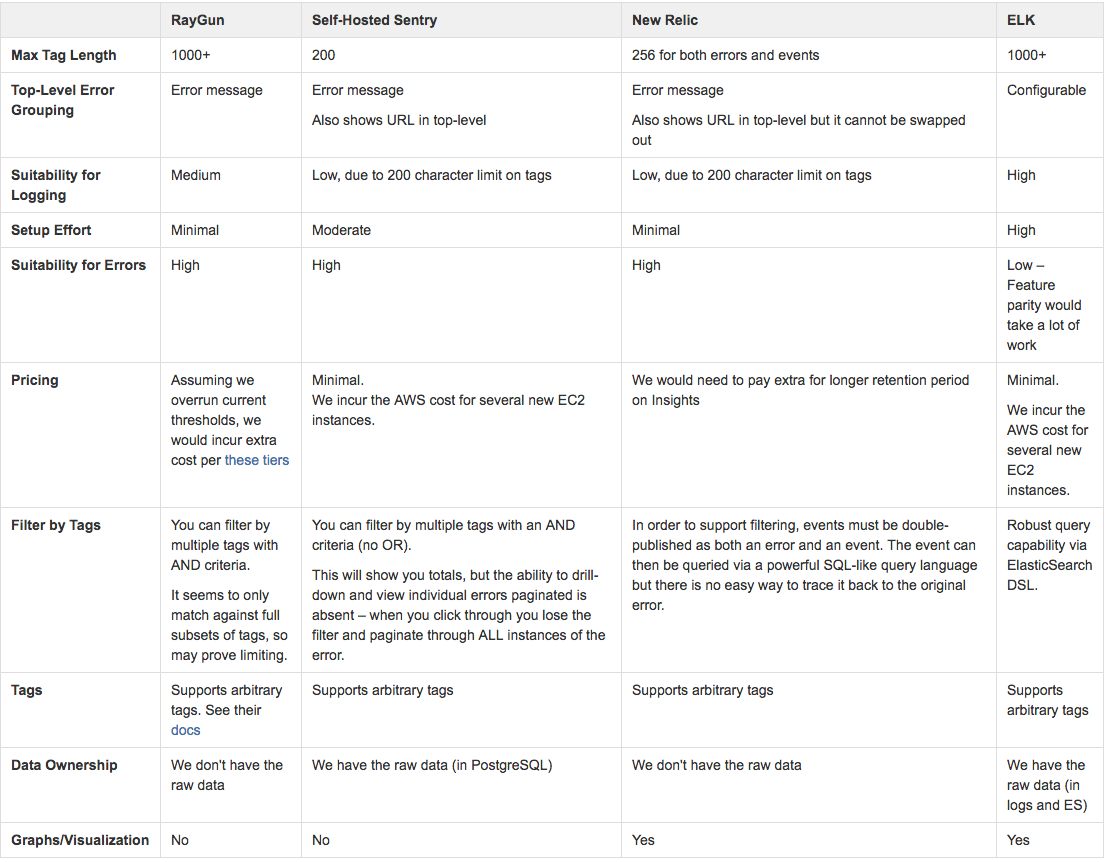 RayGun
Self-Hosted Sentry
New Relic
ELK
Max Tag Length
1000+
200
256 for both errors and events
1000+
Top-Level Error
Grouping
Error message
Error message
Also shows URL in top-level
Error message
Also shows URL in top-level but it cannot be swapped
out
Configurable
Suitability for
Logging
Medium
Low, due to 200 character limit on tags
Low, due to 200 character limit on tags
High
Setup Effort
Minimal
Moderate
Minimal
High
Suitability for Errors
High
High
High
Low –
Feature
parity would
take a lot of
work
Pricing
Assuming we
overrun current
thresholds, we
would incur extra
cost per these tiers
Minimal.
We incur the AWS cost for several new EC2
instances.
We would need to pay extra for longer retention period
on Insights
Minimal.
We incur the
AWS cost for
several new
EC2
instances.
Filter by Tags
You can filter by
multiple tags with
AND criteria.
It seems to only
match against full
subsets of tags, so
may prove limiting.
You can filter by multiple tags with an AND
criteria (no OR).
This will show you totals, but the ability to drill-
down and view individual errors paginated is
absent – when you click through you lose the
filter and paginate through ALL instances of the
error.
In order to support filtering, events must be double-
published as both an error and an event. The event can
then be queried via a powerful SQL-like query language
but there is no easy way to trace it back to the original
error.
Robust query
capability via
ElasticSearch
DSL.
Tags
Supports arbitrary
tags. See their
docs
Supports arbitrary tags
Supports arbitrary tags
Supports
arbitrary tags
Data Ownership
We don't have the
raw data
We have the raw data (in PostgreSQL)
We don't have the raw data
We have the
raw data (in
logs and ES)
Graphs/Visualization
No
No
Yes
Yes